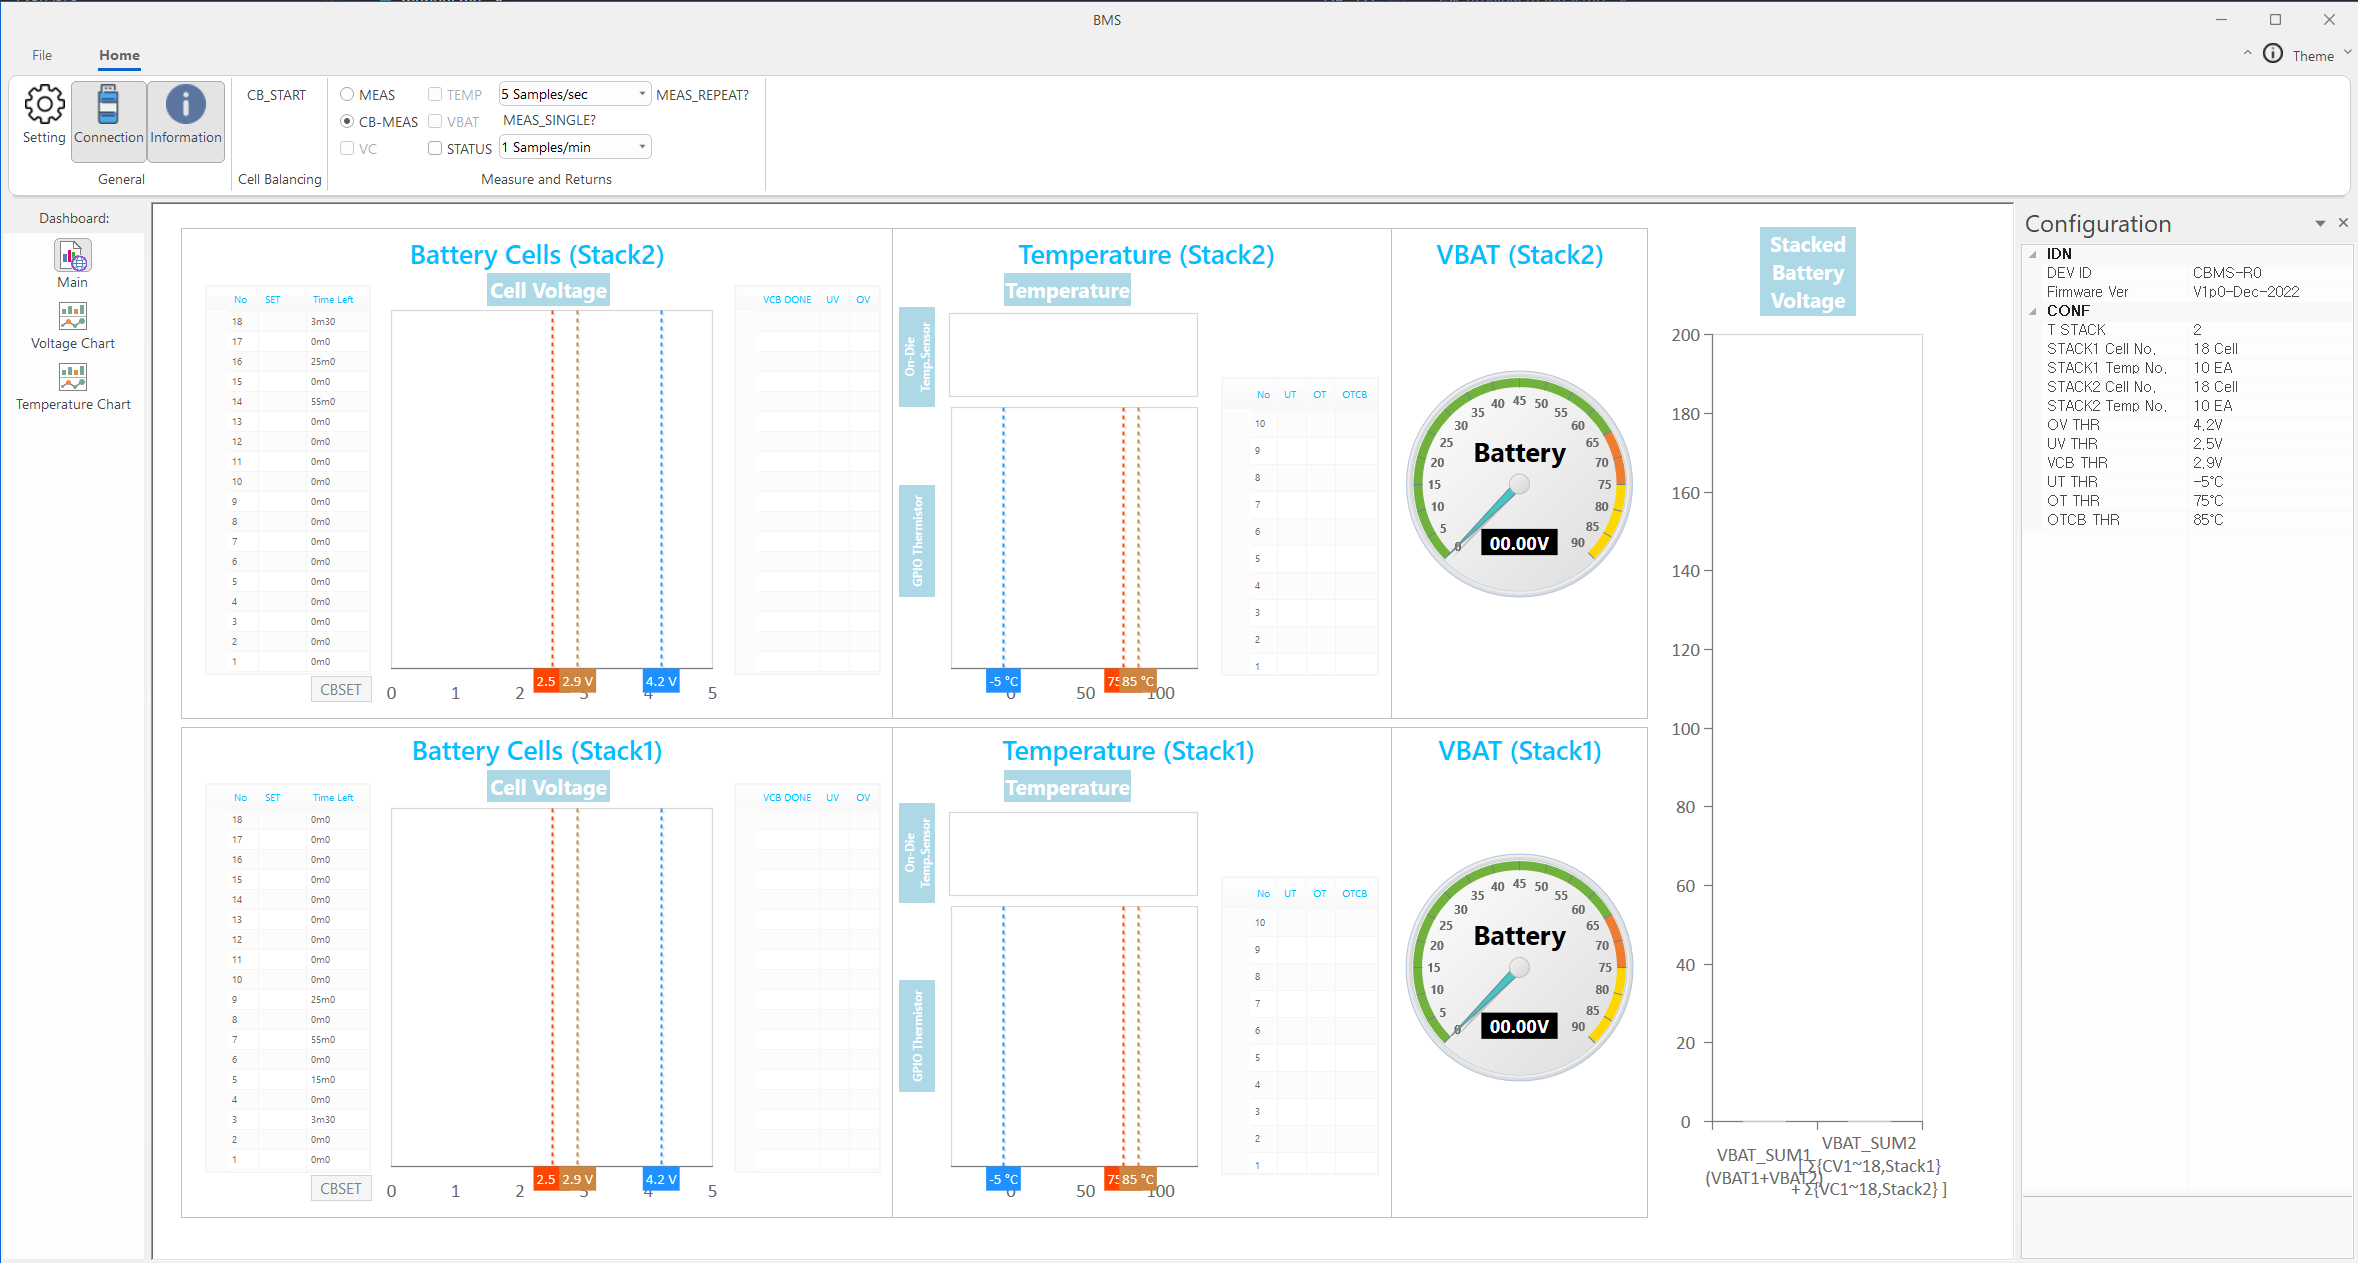 BMS
File Home Theme
Setting Connection Information
General
CB_START
Cell Balancing
MEAS TEMP 5 Samples/sec MEAS_REPEAT?
CB-MEAS VBAT MEAS_SINGLE?
VC STATUS 1 Samples/min
Measure and Returns
Dashboard:
Main
Voltage Chart
Temperature Chart
Battery Cells (Stack2)
Cell Voltage
No SET Time Left
18 3m30
17 0m0
16 25m0
15 0m0
14 55m0
13 0m0
12 0m0
11 0m0
10 0m0
9 0m0
8 0m0
7 0m0
6 0m0
5 0m0
4 0m0
3 0m0
2 0m0
1 0m0
CBSET
2.5 2.9 V 4.2 V
0 1 2 3 4 5
VCB DONE UV OV
Temperature (Stack2)
Temperature
On-Die
Temp.Sensor
GPIO Thermistor
-5 °C 75 85 °C
0 50 100
No UT OT OTCB
10
9
8
7
6
5
4
3
2
1
VBAT (Stack2)
0 5 10 15 20 25 30 35 40 45 50 55 60 65 70 75 80 85 90
Battery
00.00V
Battery Cells (Stack1)
Cell Voltage
No SET Time Left
18 0m0
17 0m0
16 0m0
15 0m0
14 0m0
13 0m0
12 0m0
11 0m0
10 0m0
9 25m0
8 0m0
7 55m0
6 0m0
5 15m0
4 0m0
3 3m30
2 0m0
1 0m0
CBSET
2.5 2.9 V 4.2 V
0 1 2 3 4 5
VCB DONE UV OV
Temperature (Stack1)
Temperature
On-Die
Temp.Sensor
GPIO Thermistor
-5 °C 75 85 °C
0 50 100
No UT OT OTCB
10
9
8
7
6
5
4
3
2
1
VBAT (Stack1)
0 5 10 15 20 25 30 35 40 45 50 55 60 65 70 75 80 85 90
Battery
00.00V
Stacked
Battery
Voltage
200
180
160
140
120
100
80
60
40
20
0
VBAT_SUM1
(VBAT1+VBAT2)
VBAT_SUM2
[ Σ{CV1~18,Stack1}
+ Σ{VC1~18,Stack2} ]
Configuration
IDN
DEV ID CBMS-R0
Firmware Ver V1p0-Dec-2022
CONF
T STACK 2
STACK1 Cell No. 18 Cell
STACK1 Temp No. 10 EA
STACK2 Cell No. 18 Cell
STACK2 Temp No. 10 EA
OV THR 4.2V
UV THR 2.5V
VCB THR 2.9V
UT THR -5°C
OT THR 75°C
OTCB THR 85°C